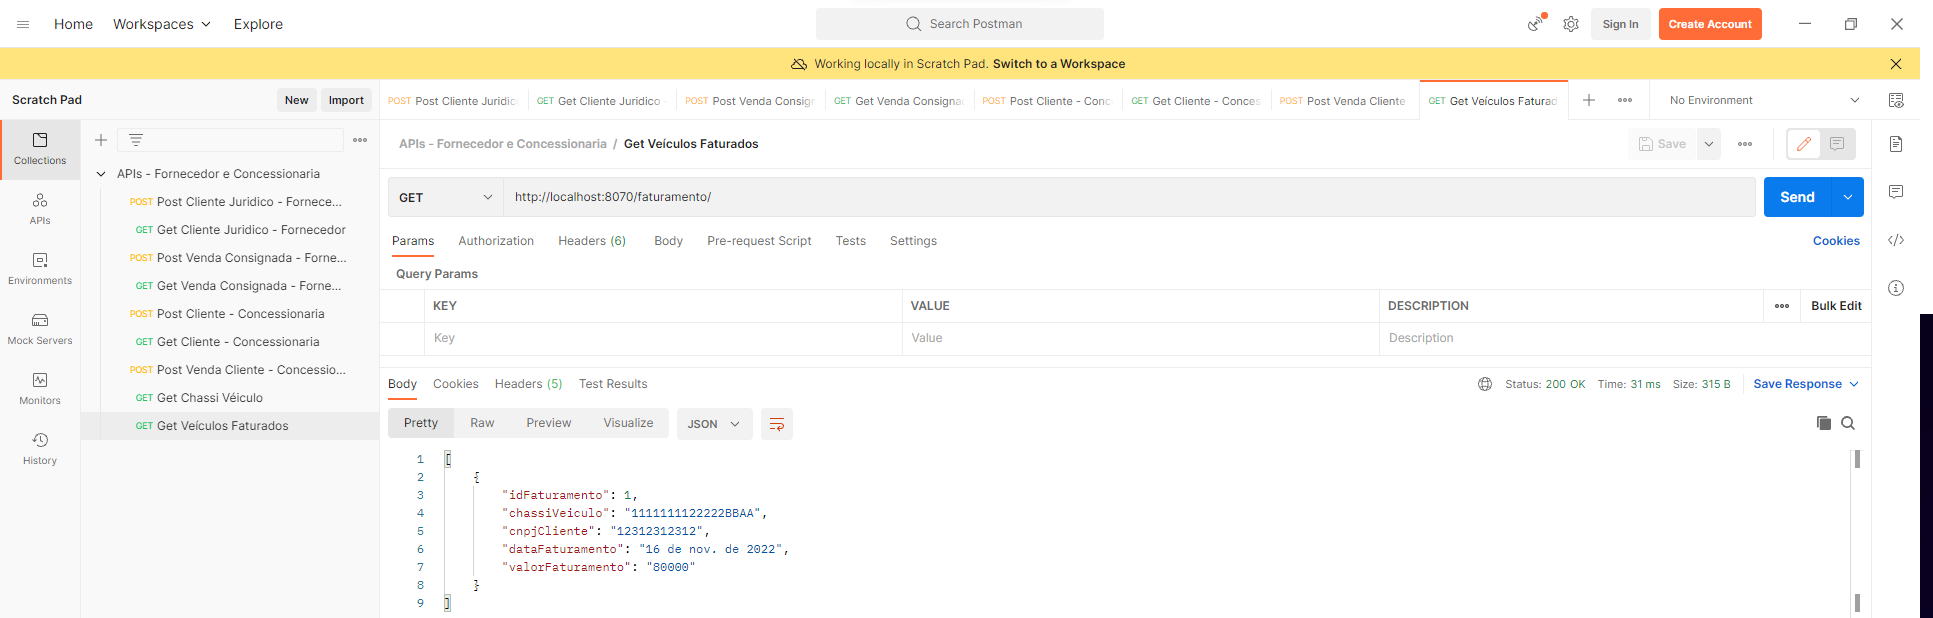 Home Workspaces Explore Search Postman Sign In Create Account
Working locally in Scratch Pad. Switch to a Workspace
Scratch Pad New Import
POST Post Cliente Juridic GET Get Cliente Juridico - POST Post Venda Consign GET Get Venda Consigna POST Post Cliente - Conc GET Get Cliente - Conces POST Post Venda Cliente GET Get Veículos Faturad No Environment
Collections
APIs
Environments
Mock Servers
Monitors
History
APIs - Fornecedor e Concessionaria
POST Post Cliente Juridico - Fornece...
GET Get Cliente Juridico - Fornecedor
POST Post Venda Consignada - Forne...
GET Get Venda Consignada - Forne...
POST Post Cliente - Concessionaria
GET Get Cliente - Concessionaria
POST Post Venda Cliente - Concessio...
GET Get Chassi Véiculo
GET Get Veículos Faturados
APIs - Fornecedor e Concessionaria / Get Veículos Faturados Save
GET http://localhost:8070/faturamento/ Send
Params Authorization Headers (6) Body Pre-request Script Tests Settings Cookies
Query Params
KEY VALUE DESCRIPTION Bulk Edit
Key Value Description
Body Cookies Headers (5) Test Results Status: 200 OK Time: 31 ms Size: 315 B Save Response
Pretty Raw Preview Visualize JSON
1 [
2 {
3 "idFaturamento": 1,
4 "chassiVeiculo": "1111111122222BBAA",
5 "cnpjCliente": "12312312312",
6 "dataFaturamento": "16 de nov. de 2022",
7 "valorFaturamento": "80000"
8 }
9 ]